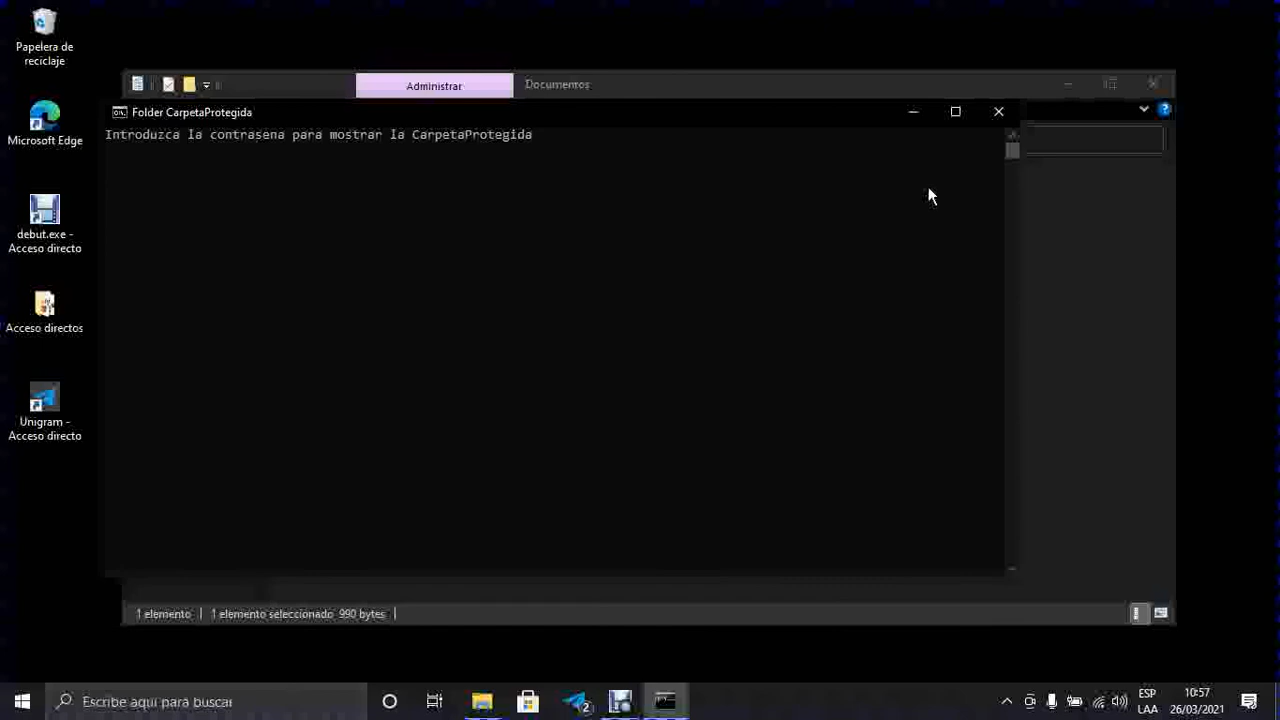 Papelera de
reciclaje
Microsoft Edge
debut.exe -
Acceso directo
Acceso directos
Unigram -
Acceso directo
Administrar
Documentos
Folder CarpetaProtegida
Introduzca la contrasena para mostrar la CarpetaProtegida
1 elemento
1 elemento seleccionado 990 bytes
Escribe aquí para buscar
2
ESP
LAA
10:57
26/03/2021